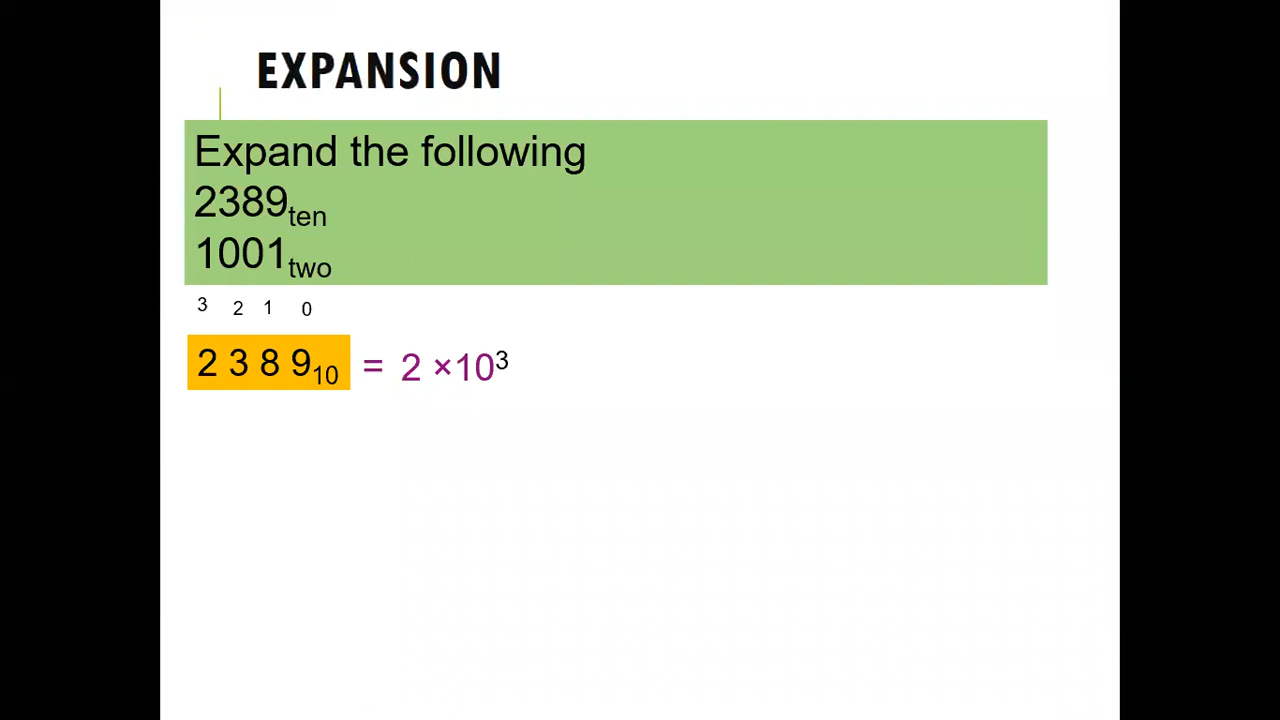 EXPANSION
Expand the following
2389ten
1001two
3 2 1 0
2 3 8 910 = 2 ×10³